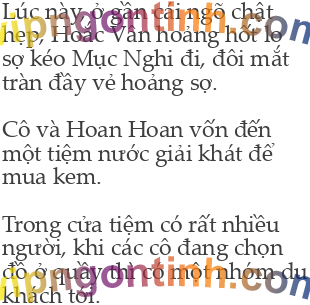 Lúc này, ở gần cái ngõ chật
hẹp, Hoắc Vân hoảng hốt lo
sợ kéo Mục Nghi đi, đôi mắt
tràn đầy vẻ hoảng sợ.
Cô và Hoan Hoan vốn đến
một tiệm nước giải khát để
mua kem.
Trong cửa tiệm có rất nhiều
người, khi các cô đang chọn
đồ ở quầy thì có một nhóm du
khách tới.